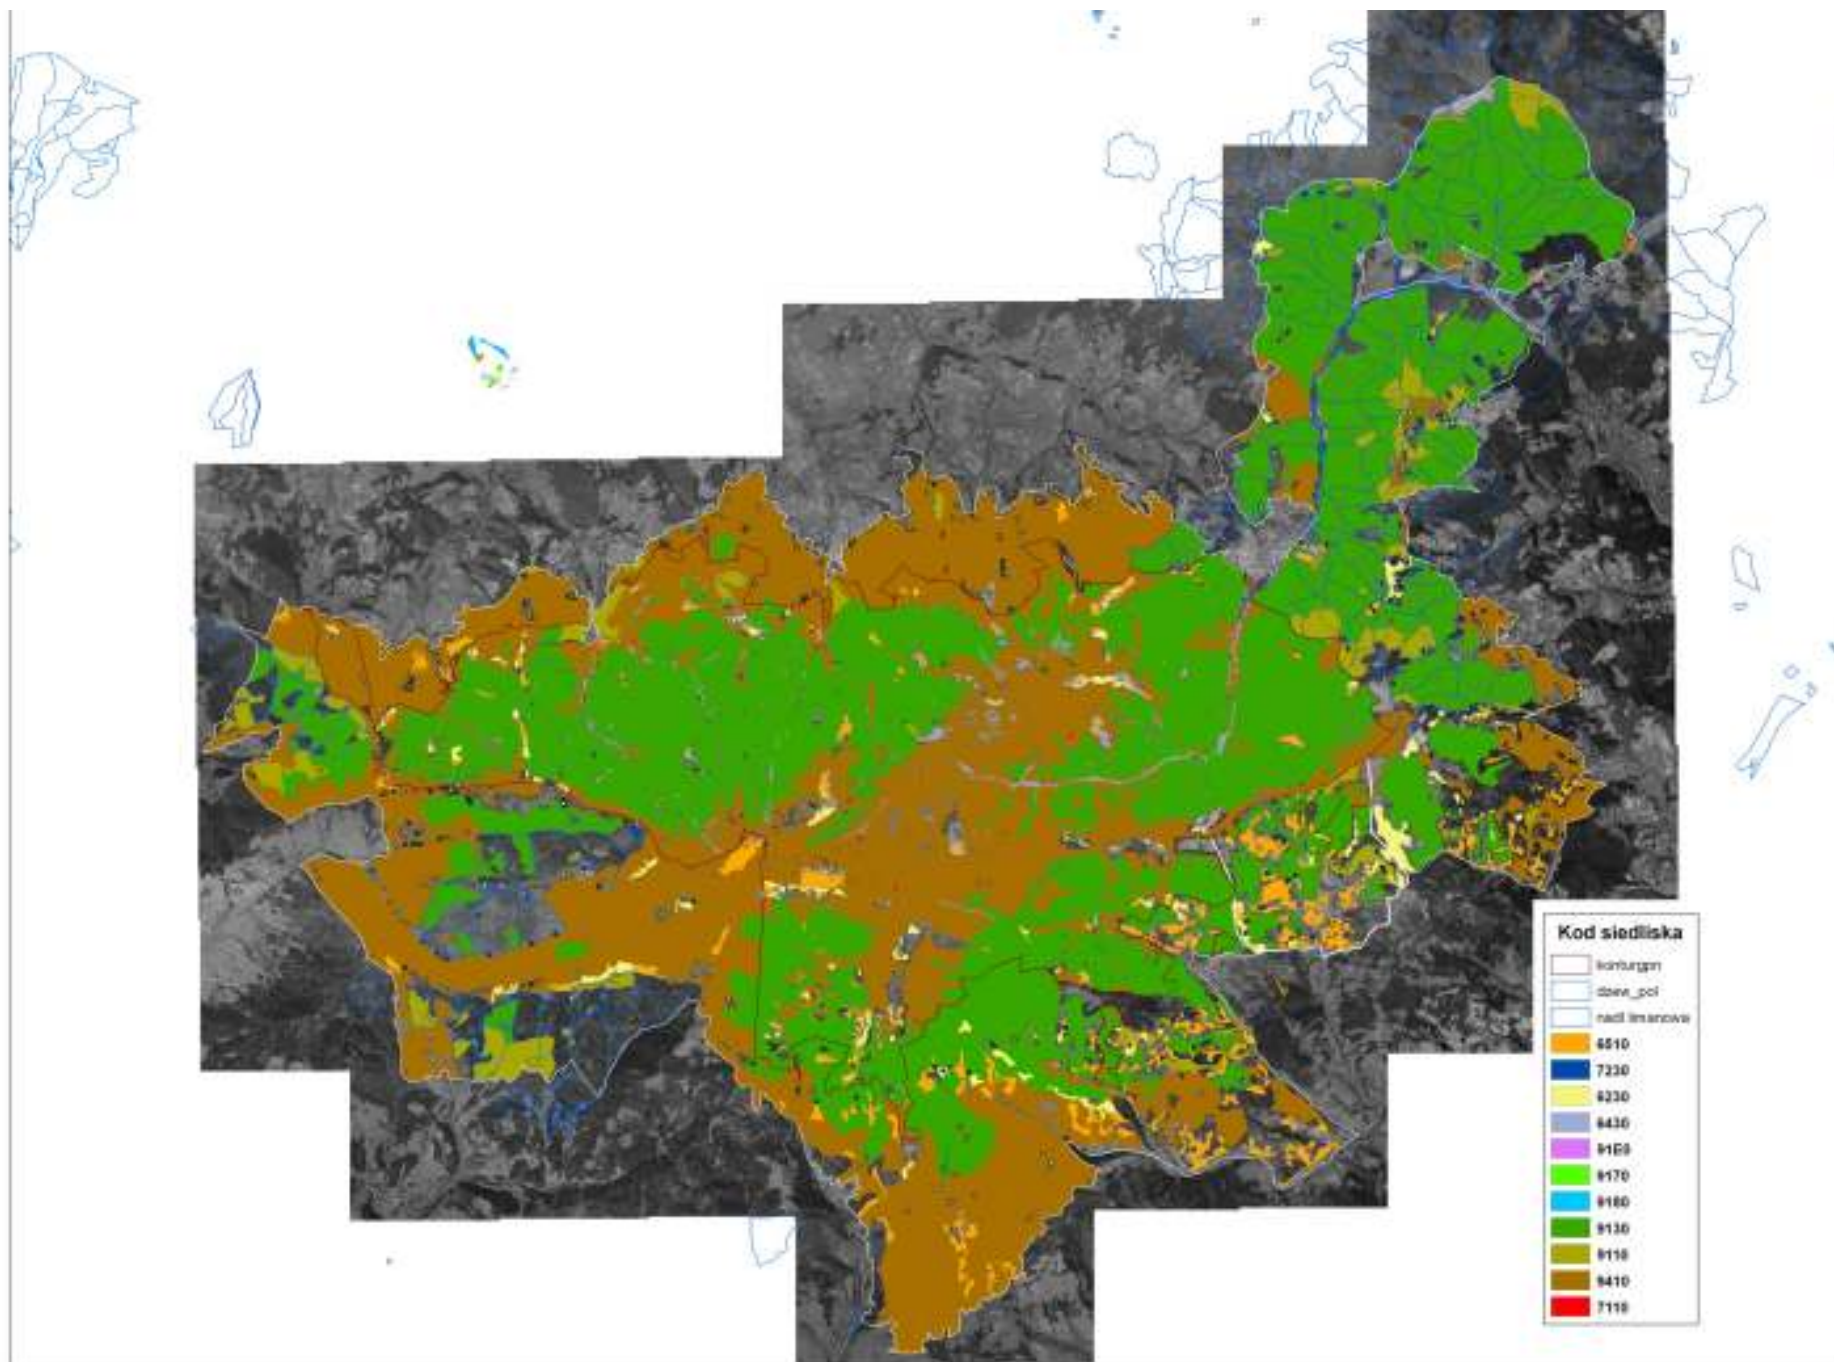 Kod siedliska
konturgpn
dzew_pol
nadl limanowa
6510
7230
6230
6430
91E0
9170
9180
9130
9110
9410
7110